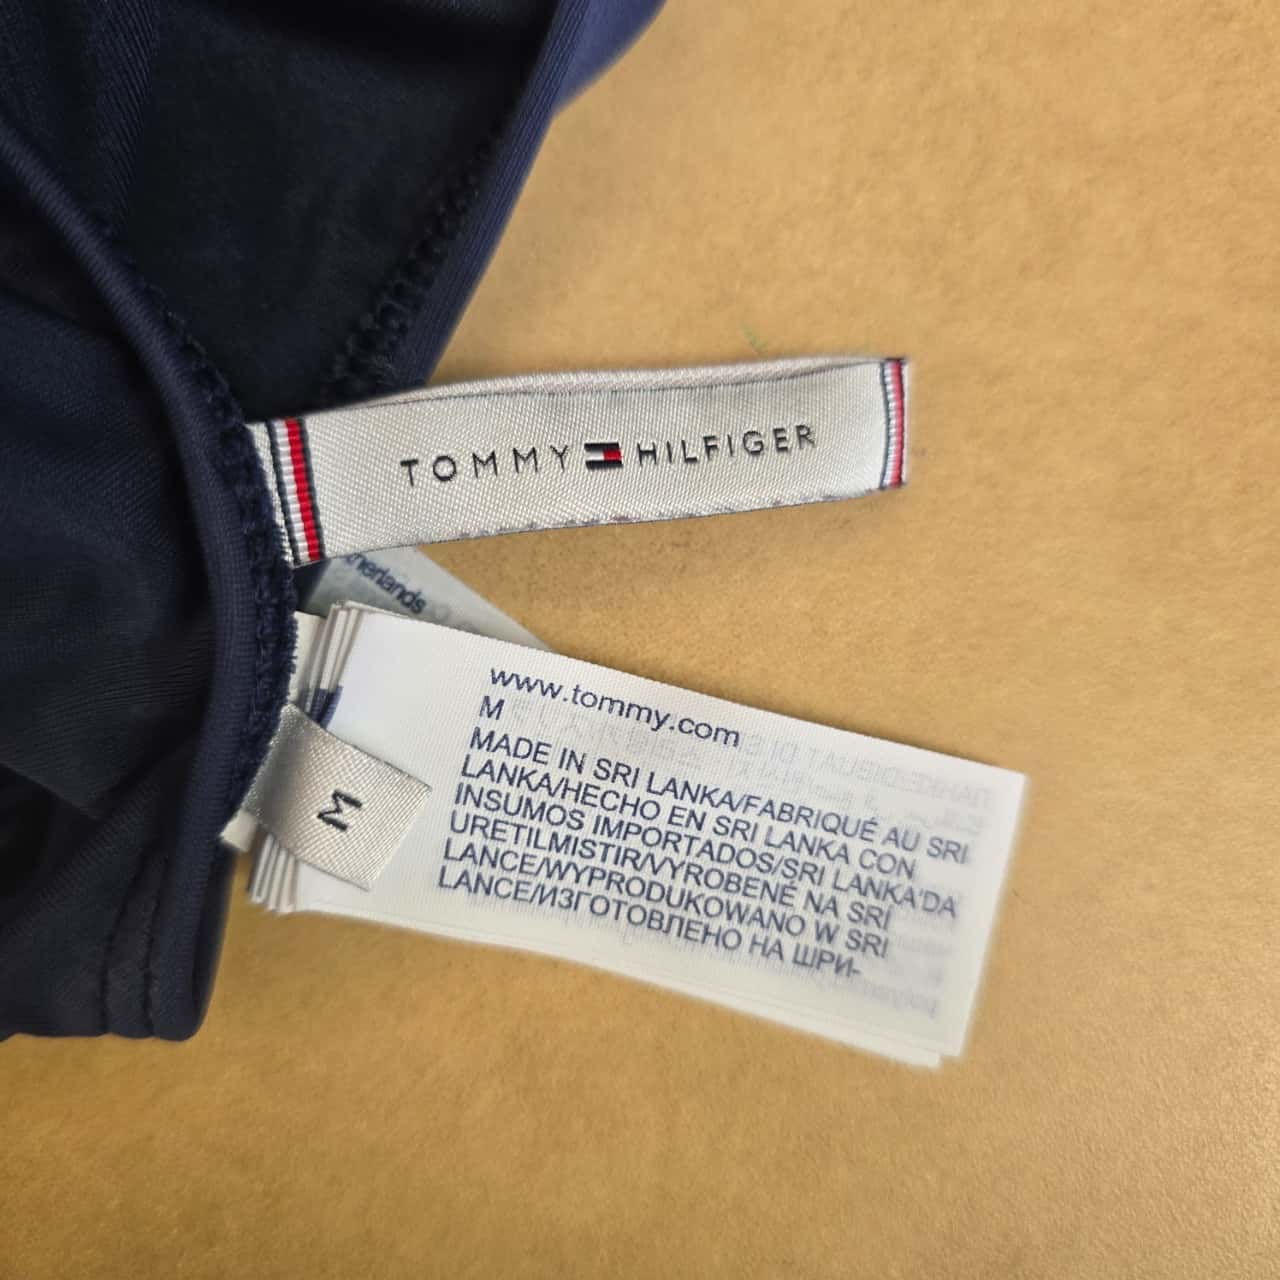 TOMMY HILFIGER
therlands
www.tommy.com
M
MADE IN SRI LANKA/FABRIQUÉ AU SRI
LANKA/HECHO EN SRI LANKA CON
INSUMOS IMPORTADOS/SRI LANKA'DA
URETILMISTIR/VYROBENÉ NA SRÍ
LANCE/WYPRODUKOWANO W SRI
LANCE/ИЗГОТОВЛЕНО НА ШРИ-
M